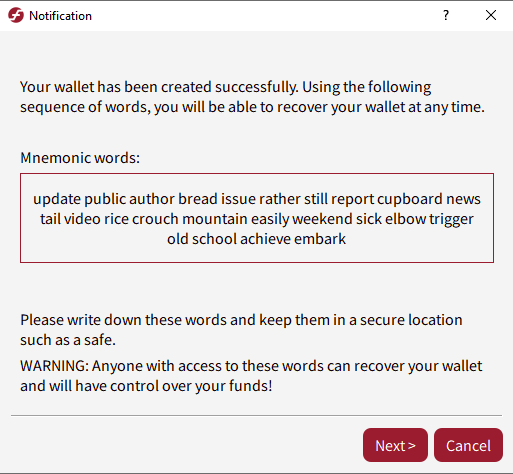 Notification
?
Your wallet has been created successfully. Using the following
sequence of words, you will be able to recover your wallet at any time.
Mnemonic words:
update public author bread issue rather still report cupboard news
tail video rice crouch mountain easily weekend sick elbow trigger
old school achieve embark
Please write down these words and keep them in a secure location
such as a safe.
WARNING: Anyone with access to these words can recover your wallet
and will have control over your funds!
Next > Cancel